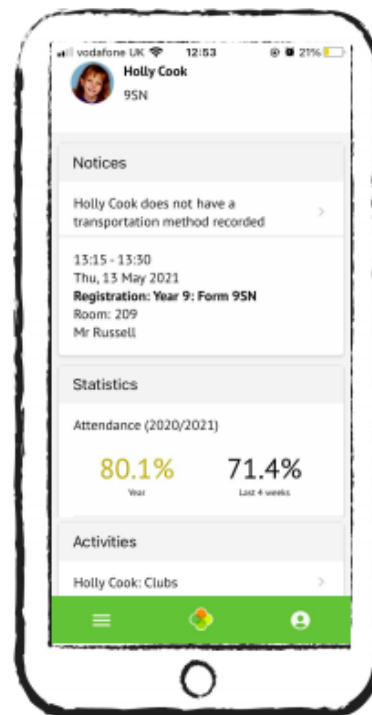 vodafone UK 12:53 21%
Holly Cook
9SN
Notices
Holly Cook does not have a
transportation method recorded
13:15 - 13:30
Thu, 13 May 2021
Registration: Year 9: Form 9SN
Room: 209
Mr Russell
Statistics
Attendance (2020/2021)
80.1% 71.4%
Year Last 4 weeks
Activities
Holly Cook: Clubs